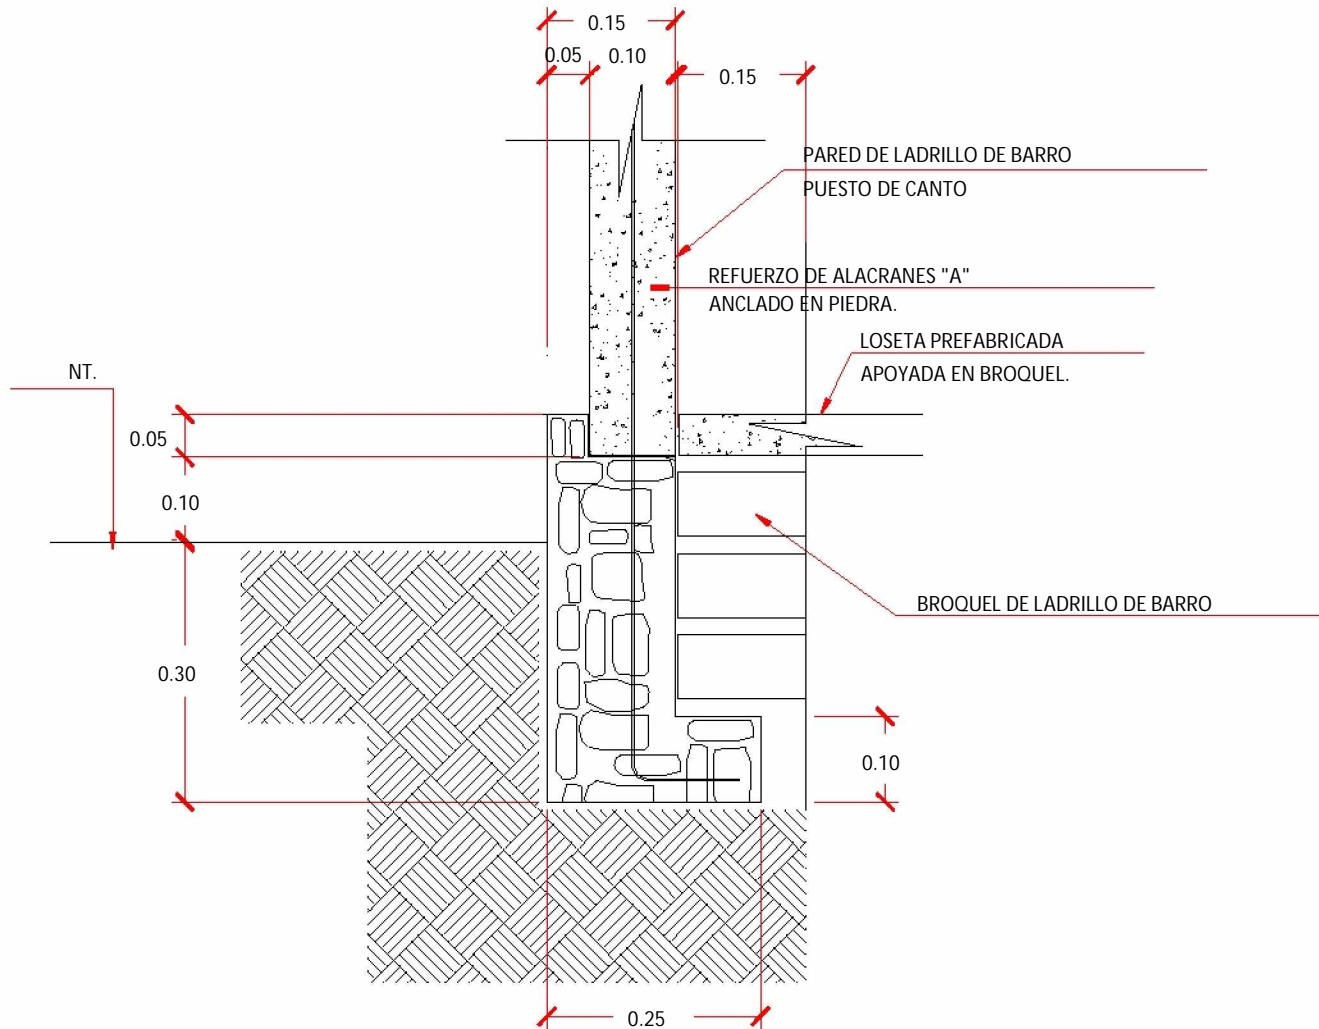 0.15
0.05 0.10
0.15
PARED DE LADRILLO DE BARRO
PUESTO DE CANTO
REFUERZO DE ALACRANES "A"
ANCLADO EN PIEDRA.
LOSETA PREFABRICADA
APOYADA EN BROQUEL.
NT.
0.05
0.10
BROQUEL DE LADRILLO DE BARRO
0.30
0.10
0.25